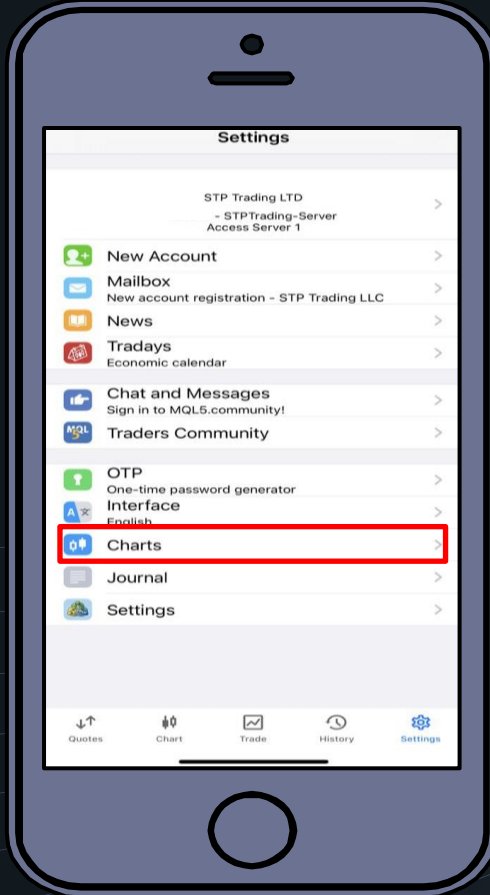 Settings
STP Trading LTD
- STPTrading-Server
Access Server 1
New Account
Mailbox
New account registration - STP Trading LLC
News
Tradays
Economic calendar
Chat and Messages
Sign in to MQL5.community!
MQL
5
Traders Community
OTP
One-time password generator
A
Interface
English
Charts
Journal
Settings
Quotes Chart Trade History Settings